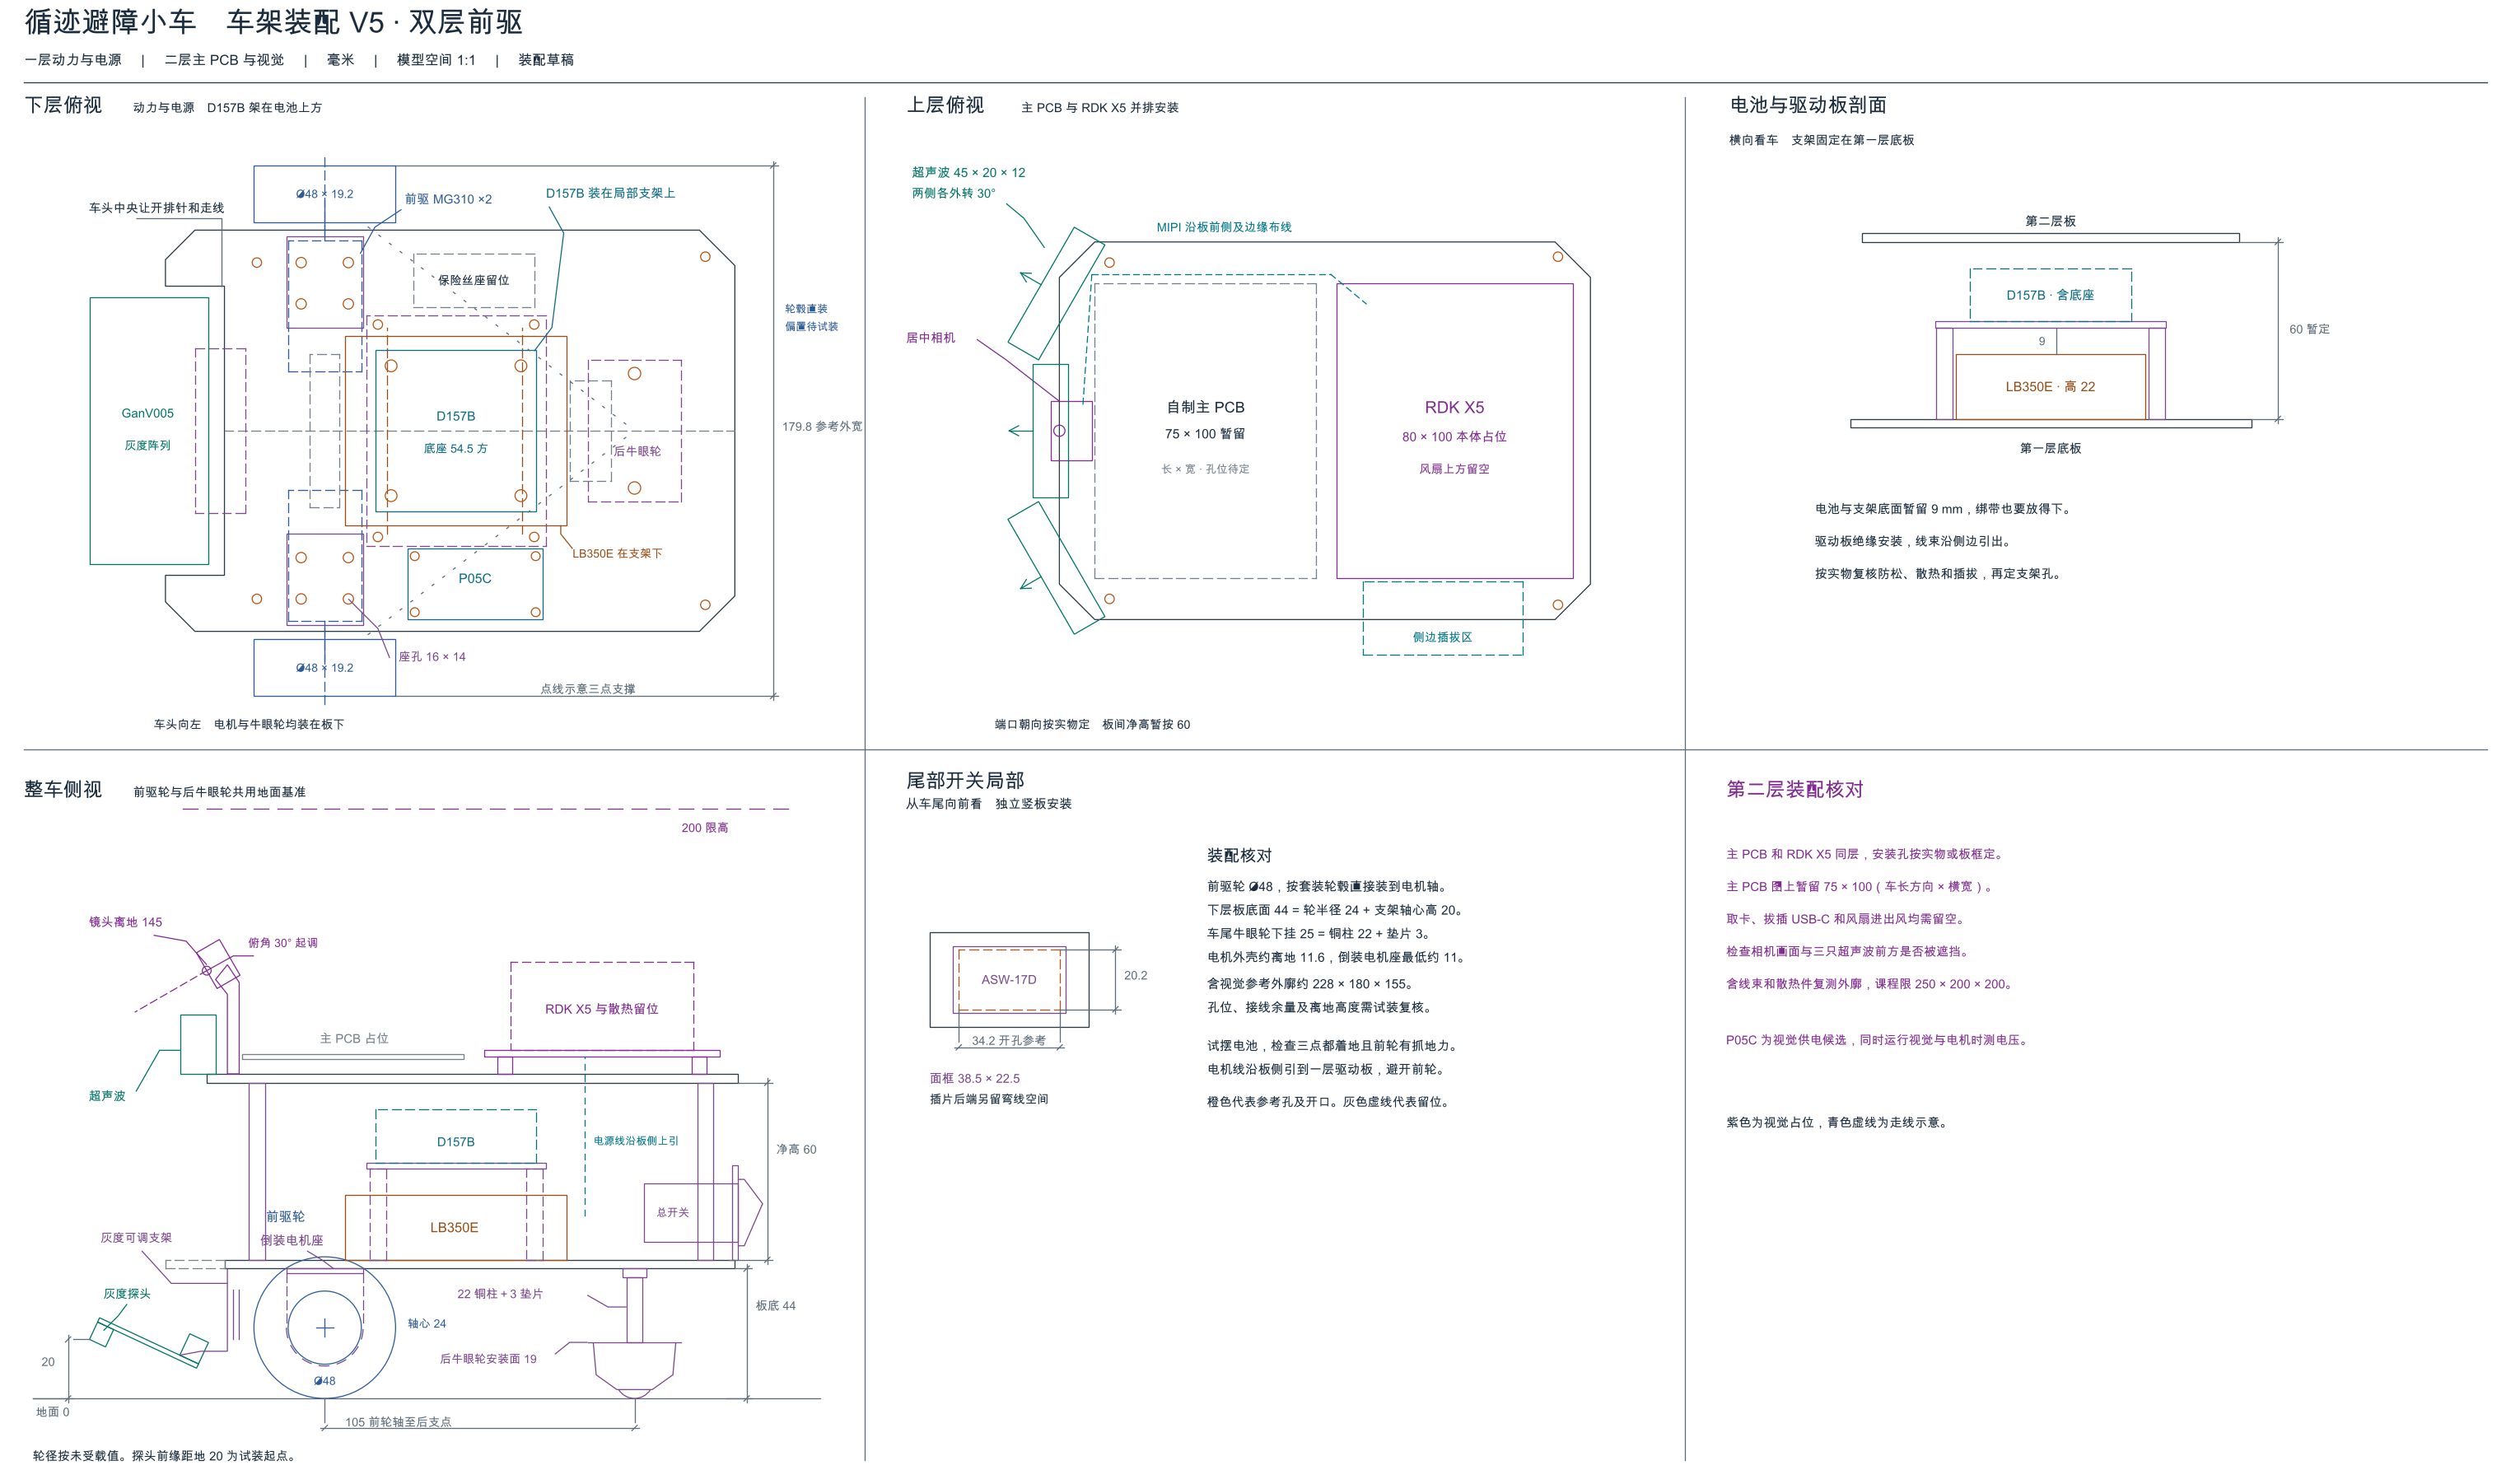 循迹避障小车　车架装配 V5 · 双层前驱
一层动力与电源　|　二层主 PCB 与视觉　|　毫米　|　模型空间 1:1　|　装配草稿
下层俯视　动力与电源　D157B 架在电池上方
Ø48 × 19.2
前驱 MG310 ×2
D157B 装在局部支架上
车头中央让开排针和走线
保险丝座留位
轮毂直装
偏置待试装
GanV005
灰度阵列
D157B
底座 54.5 方
后牛眼轮
179.8 参考外宽
LB350E 在支架下
P05C
座孔 16 × 14
Ø48 × 19.2
点线示意三点支撑
车头向左　电机与牛眼轮均装在板下
上层俯视　主 PCB 与 RDK X5 并排安装
超声波 45 × 20 × 12
两侧各外转 30°
MIPI 沿板前侧及边缘布线
居中相机
自制主 PCB
75 × 100 暂留
长 × 宽 · 孔位待定
RDK X5
80 × 100 本体占位
风扇上方留空
侧边插拔区
端口朝向按实物定　板间净高暂按 60
电池与驱动板剖面
横向看车　支架固定在第一层底板
第二层板
D157B · 含底座
9
60 暂定
LB350E · 高 22
第一层底板
电池与支架底面暂留 9 mm，绑带也要放得下。
驱动板绝缘安装，线束沿侧边引出。
按实物复核防松、散热和插拔，再定支架孔。
整车侧视　前驱轮与后牛眼轮共用地面基准
200 限高
镜头离地 145
俯角 30° 起调
RDK X5 与散热留位
主 PCB 占位
超声波
D157B
电源线沿板侧上引
净高 60
总开关
前驱轮
LB350E
灰度可调支架
倒装电机座
灰度探头
22 铜柱 + 3 垫片
板底 44
轴心 24
后牛眼轮安装面 19
20
Ø48
地面 0
105 前轮轴至后支点
轮径按未受载值。探头前缘距地 20 为试装起点。
尾部开关局部
从车尾向前看　独立竖板安装
ASW-17D
20.2
34.2 开孔参考
面框 38.5 × 22.5
插片后端另留弯线空间
装配核对
前驱轮 Ø48，按套装轮毂直接装到电机轴。
下层板底面 44 = 轮半径 24 + 支架轴心高 20。
车尾牛眼轮下挂 25 = 铜柱 22 + 垫片 3。
电机外壳约离地 11.6，倒装电机座最低约 11。
含视觉参考外廓约 228 × 180 × 155。
孔位、接线余量及离地高度需试装复核。
试摆电池，检查三点都着地且前轮有抓地力。
电机线沿板侧引到一层驱动板，避开前轮。
橙色代表参考孔及开口。灰色虚线代表留位。
第二层装配核对
主 PCB 和 RDK X5 同层，安装孔按实物或板框定。
主 PCB 图上暂留 75 × 100（车长方向 × 横宽）。
取卡、拔插 USB-C 和风扇进出风均需留空。
检查相机画面与三只超声波前方是否被遮挡。
含线束和散热件复测外廓，课程限 250 × 200 × 200。
P05C 为视觉供电候选，同时运行视觉与电机时测电压。
紫色为视觉占位，青色虚线为走线示意。